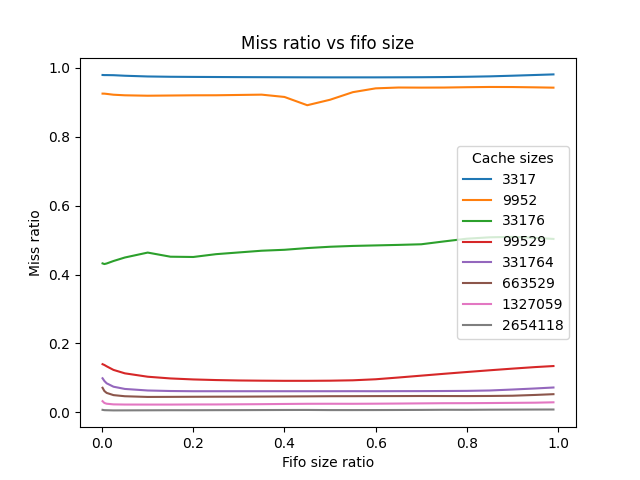 Miss ratio vs fifo size
1.0
0.8
0.6
0.4
0.2
0.0
Miss ratio
Cache sizes
3317
9952
33176
99529
331764
663529
1327059
2654118
0.0 0.2 0.4 0.6 0.8 1.0
Fifo size ratio